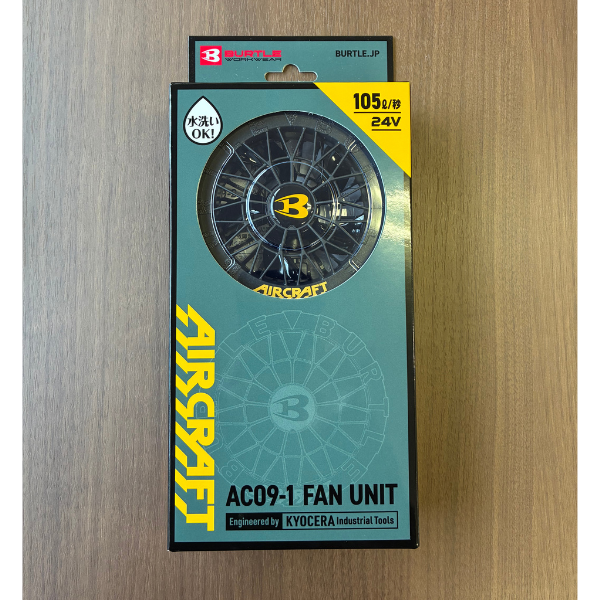 BURTLE
WORKWEAR
BURTLE.JP
105ℓ/秒
24V
水洗い
OK!
B
AIRCRAFT
AIRCRAFT
BURTLE
B
AC09-1 FAN UNIT
Engineered by KYOCERA Industrial Tools